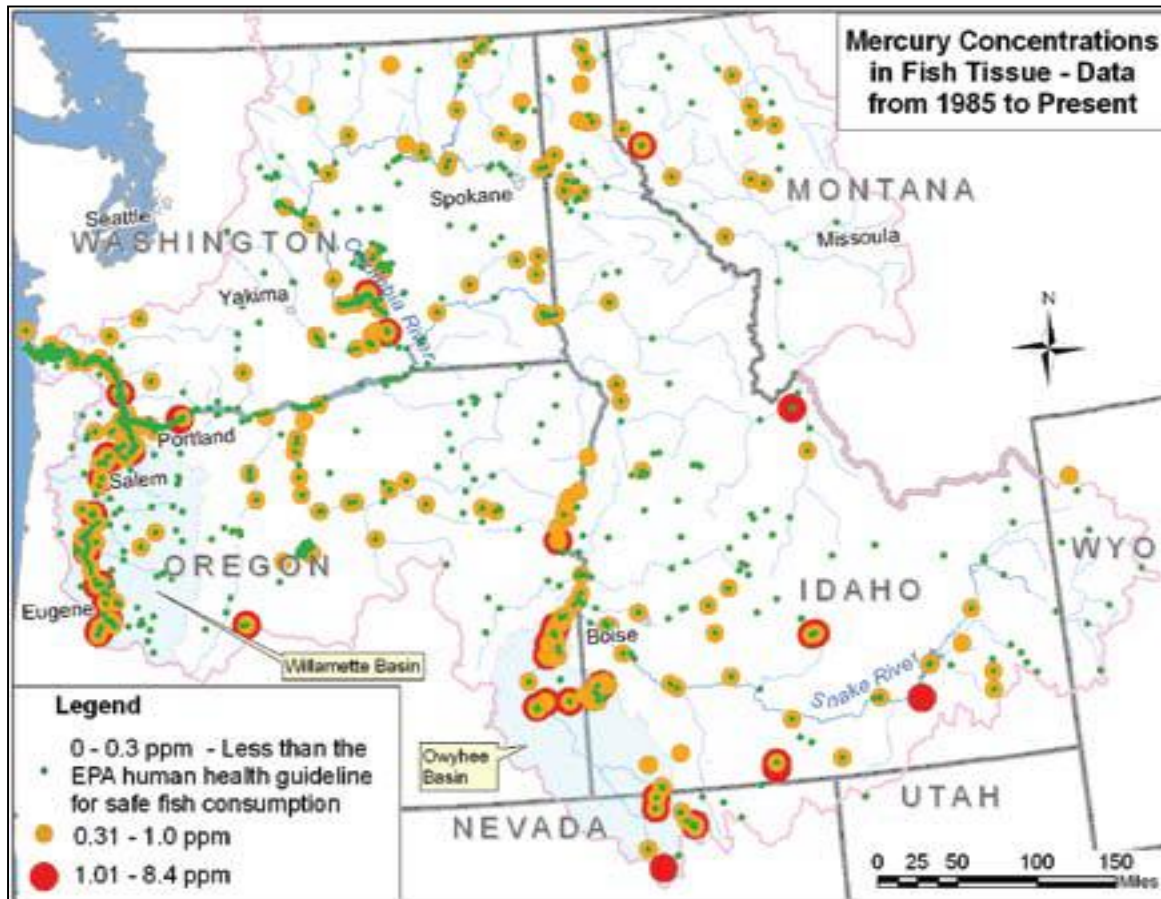 Mercury Concentrations
in Fish Tissue - Data
from 1985 to Present
MONTANA
Spokane
Seattle
WASHINGTON
Missoula
Columbia River
Yakima
N
Portland
Salem
WYO
OREGON
IDAHO
Eugene
Boise
Willamette Basin
Snake River
Legend
0 - 0.3 ppm - Less than the
EPA human health guideline
for safe fish consumption
0.31 - 1.0 ppm
1.01 - 8.4 ppm
Owyhee
Basin
UTAH
NEVADA
0 25 50 100 150
Miles